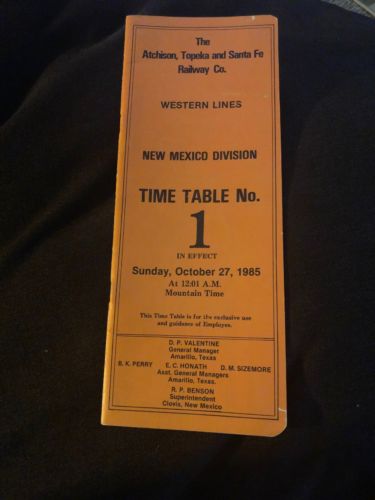 The
Atchison, Topeka and Santa Fe
Railway Co.
WESTERN LINES
NEW MEXICO DIVISION
TIME TABLE No.
1
IN EFFECT
Sunday, October 27, 1985
At 12:01 A.M.
Mountain Time
This Time Table is for the exclusive use
and guidance of Employes.
D. P. VALENTINE
General Manager
Amarillo, Texas
B. K. PERRY E. C. HONATH D. M. SIZEMORE
Asst. General Managers
Amarillo, Texas.
R. P. BENSON
Superintendent
Clovis, New Mexico